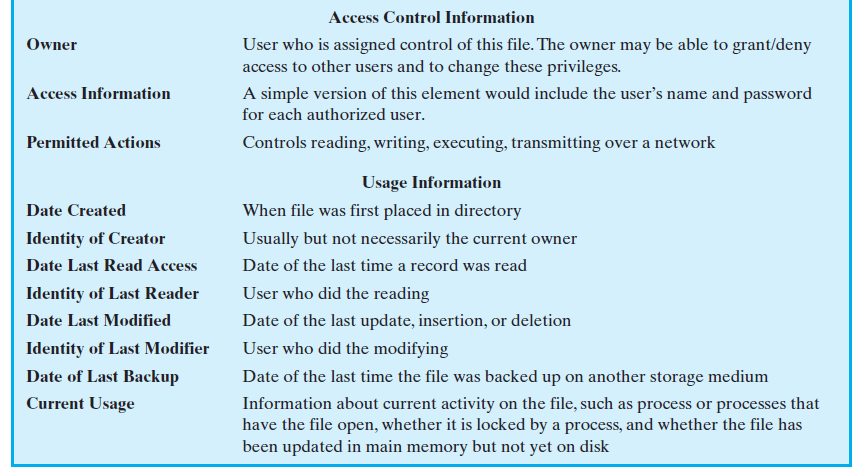 Access Control Information
Owner User who is assigned control of this file. The owner may be able to grant/deny
access to other users and to change these privileges.
Access Information A simple version of this element would include the user's name and password
for each authorized user.
Permitted Actions Controls reading, writing, executing, transmitting over a network
Usage Information
Date Created When file was first placed in directory
Identity of Creator Usually but not necessarily the current owner
Date Last Read Access Date of the last time a record was read
Identity of Last Reader User who did the reading
Date Last Modified Date of the last update, insertion, or deletion
Identity of Last Modifier User who did the modifying
Date of Last Backup Date of the last time the file was backed up on another storage medium
Current Usage Information about current activity on the file, such as process or processes that
have the file open, whether it is locked by a process, and whether the file has
been updated in main memory but not yet on disk